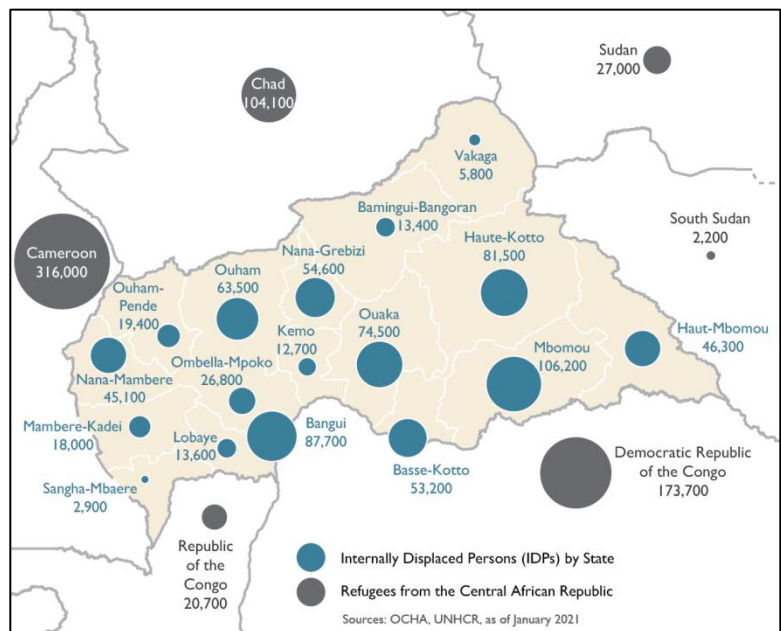 Sudan
27,000
Chad
104,100
Vakaga
5,800
Bamingui-Bangoran
13,400
South Sudan
2,200
Cameroon
316,000
Nana-Grebizi
54,600
Haute-Kotto
81,500
Ouham
63,500
Ouham-
Pende
19,400
Ouaka
74,500
Kemo
12,700
Haut-Mbomou
46,300
Mbomou
106,200
Ombella-Mpoko
26,800
Nana-Mambere
45,100
Mambere-Kadei
18,000
Lobaye
13,600
Bangui
87,700
Basse-Kotto
53,200
Democratic Republic
of the Congo
173,700
Sangha-Mbaere
2,900
Republic
of the
Congo
20,700
Internally Displaced Persons (IDPs) by State
Refugees from the Central African Republic
Sources: OCHA, UNHCR, as of January 2021